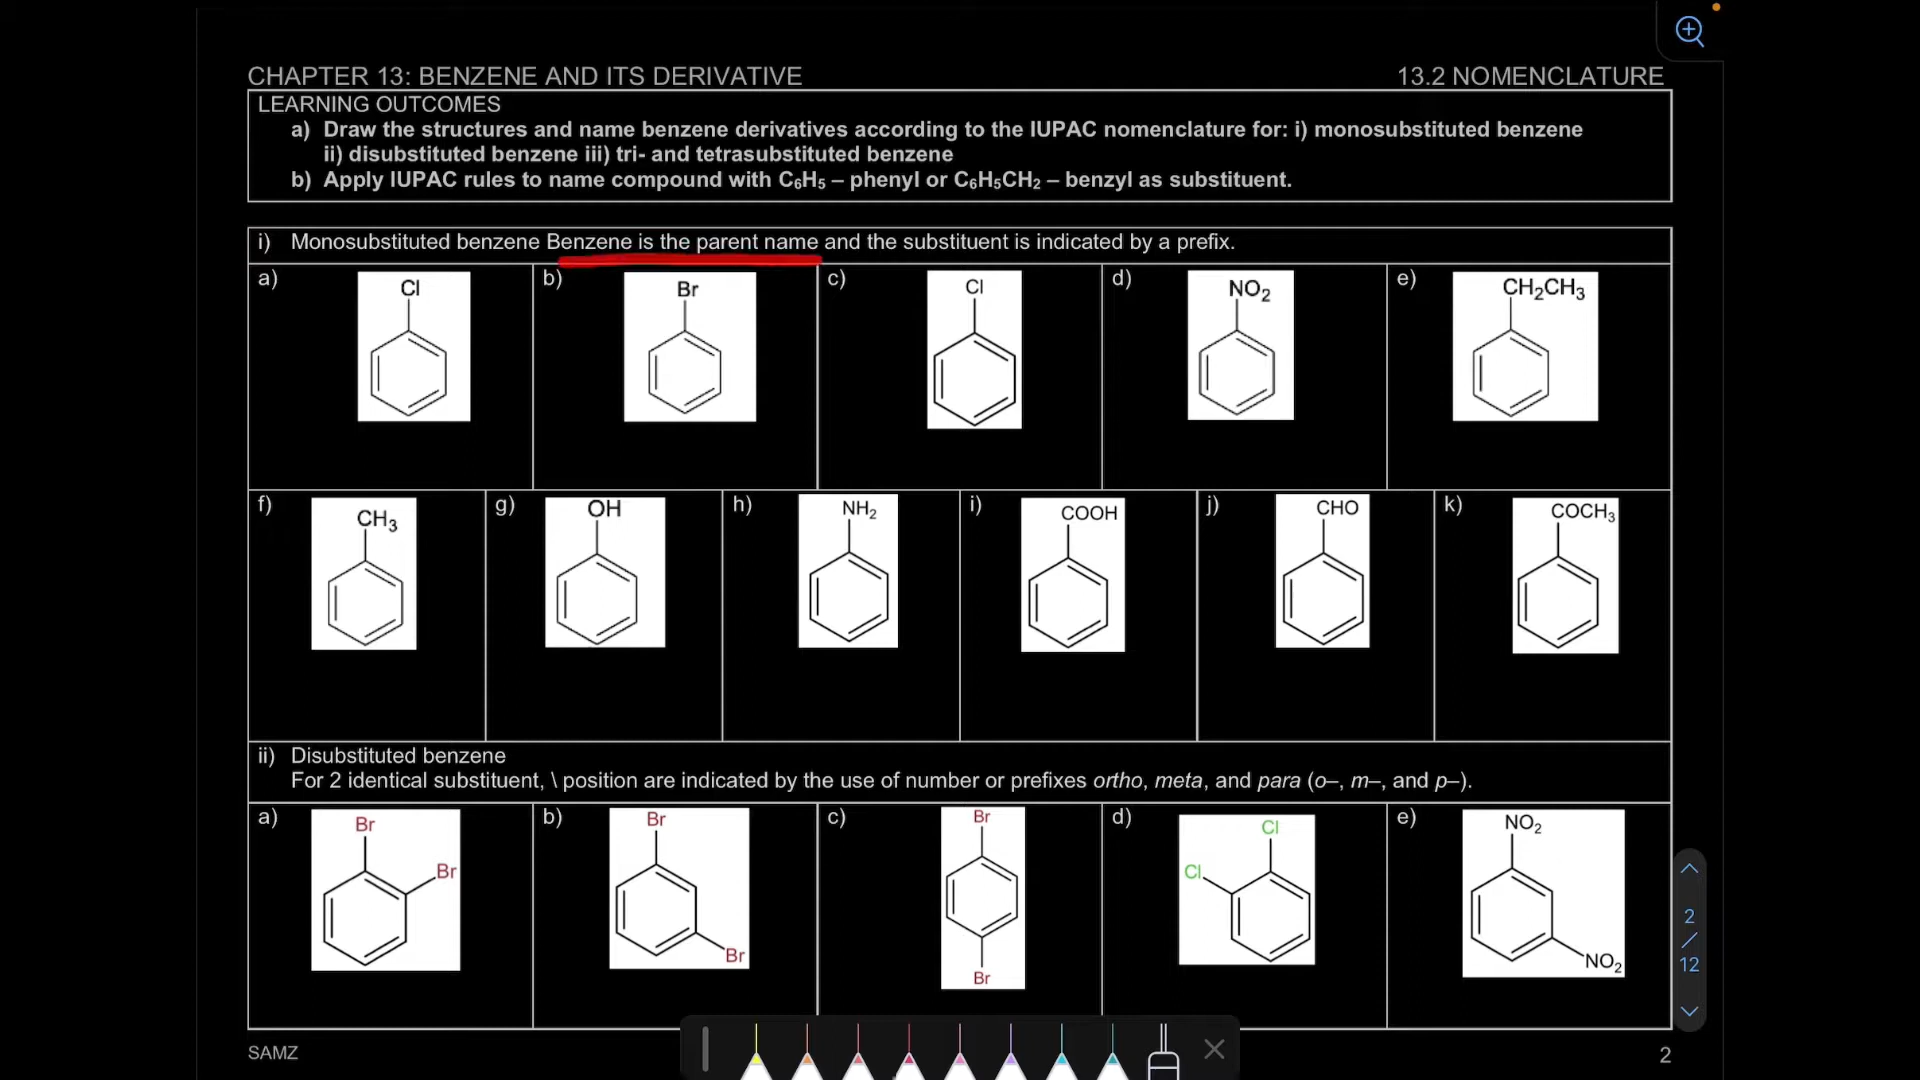 CHAPTER 13: BENZENE AND ITS DERIVATIVE 13.2 NOMENCLATURE
LEARNING OUTCOMES
a) Draw the structures and name benzene derivatives according to the IUPAC nomenclature for: i) monosubstituted benzene
ii) disubstituted benzene iii) tri- and tetrasubstituted benzene
b) Apply IUPAC rules to name compound with C₆H₅ – phenyl or C₆H₅CH₂ – benzyl as substituent.
i) Monosubstituted benzene Benzene is the parent name and the substituent is indicated by a prefix.
a) b) c) d) e)
Cl Br Cl NO₂ CH₂CH₃
f) g) h) i) j) k)
CH₃ OH NH₂ COOH CHO COCH₃
ii) Disubstituted benzene
For 2 identical substituent, \ position are indicated by the use of number or prefixes ortho, meta, and para (o–, m–, and p–).
a) b) c) d) e)
Br Br Br Cl NO₂
Br Cl
Br Br NO₂
2
/
12
SAMZ 2